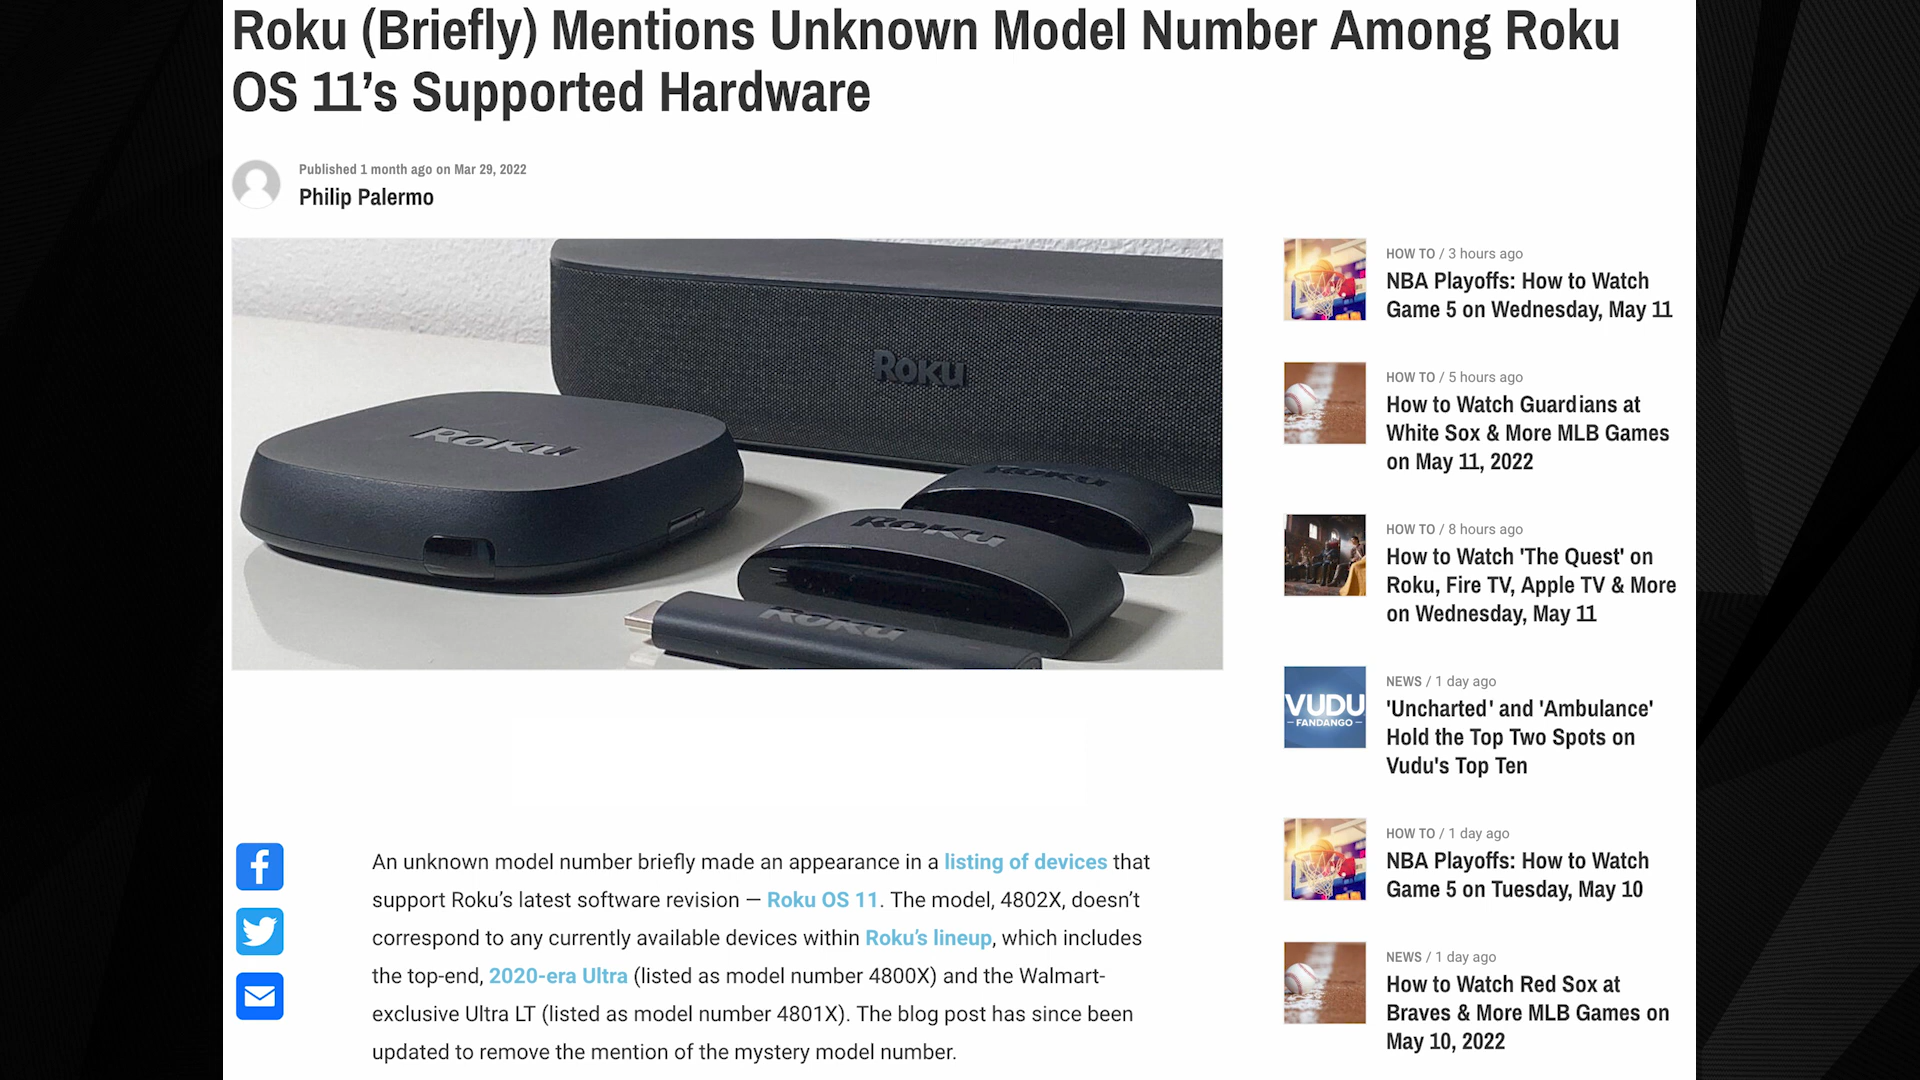 Roku (Briefly) Mentions Unknown Model Number Among Roku
OS 11’s Supported Hardware
Published 1 month ago on Mar 29, 2022
Philip Palermo
Roku
Roku
Roku
Roku
Roku
An unknown model number briefly made an appearance in a listing of devices that
support Roku’s latest software revision — Roku OS 11. The model, 4802X, doesn’t
correspond to any currently available devices within Roku’s lineup, which includes
the top-end, 2020-era Ultra (listed as model number 4800X) and the Walmart-
exclusive Ultra LT (listed as model number 4801X). The blog post has since been
updated to remove the mention of the mystery model number.
HOW TO / 3 hours ago
NBA Playoffs: How to Watch
Game 5 on Wednesday, May 11
HOW TO / 5 hours ago
How to Watch Guardians at
White Sox & More MLB Games
on May 11, 2022
HOW TO / 8 hours ago
How to Watch 'The Quest' on
Roku, Fire TV, Apple TV & More
on Wednesday, May 11
VUDU
FANDANGO
NEWS / 1 day ago
'Uncharted' and 'Ambulance'
Hold the Top Two Spots on
Vudu's Top Ten
HOW TO / 1 day ago
NBA Playoffs: How to Watch
Game 5 on Tuesday, May 10
NEWS / 1 day ago
How to Watch Red Sox at
Braves & More MLB Games on
May 10, 2022